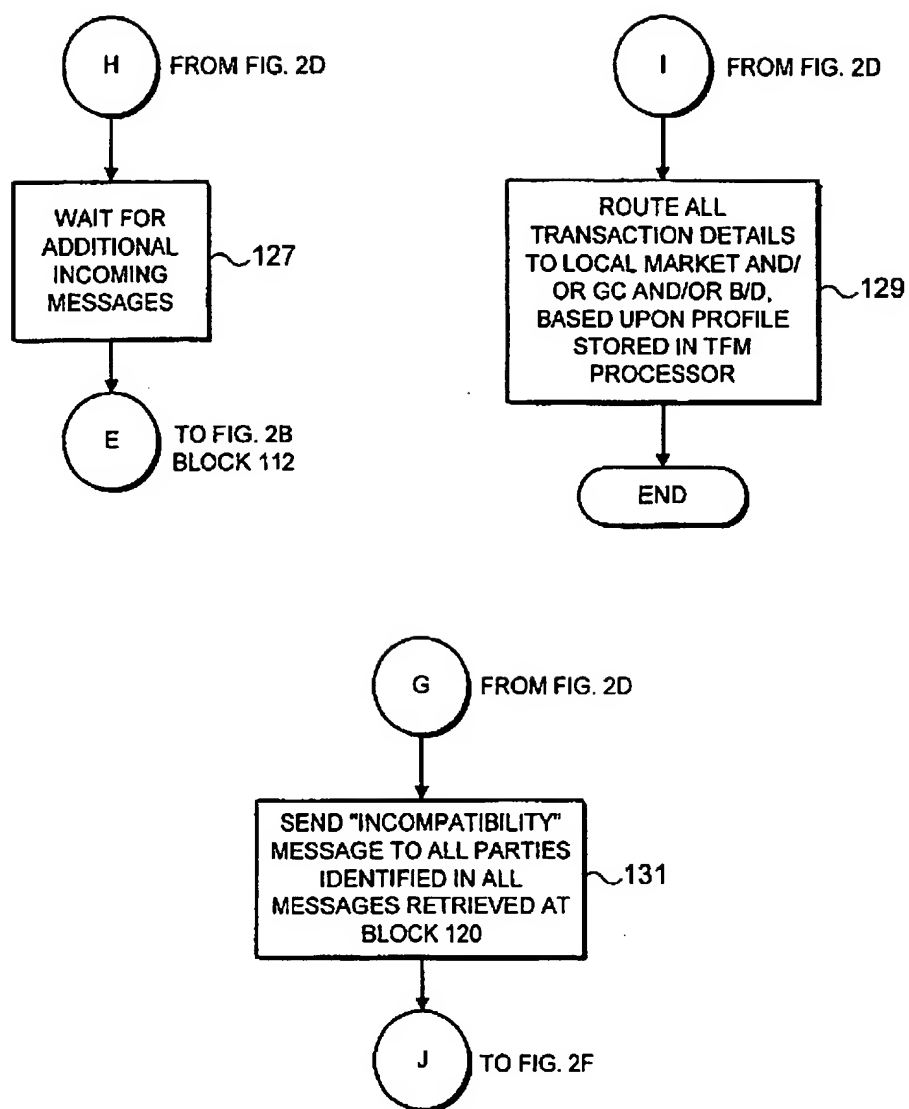 H
FROM FIG. 2D
WAIT FOR
ADDITIONAL
INCOMING
MESSAGES
127
E
TO FIG. 2B
BLOCK 112
I
FROM FIG. 2D
ROUTE ALL
TRANSACTION DETAILS
TO LOCAL MARKET AND/
OR GC AND/OR B/D,
BASED UPON PROFILE
STORED IN TFM
PROCESSOR
129
END
G
FROM FIG. 2D
SEND "INCOMPATIBILITY"
MESSAGE TO ALL PARTIES
IDENTIFIED IN ALL
MESSAGES RETRIEVED AT
BLOCK 120
131
J
TO FIG. 2F